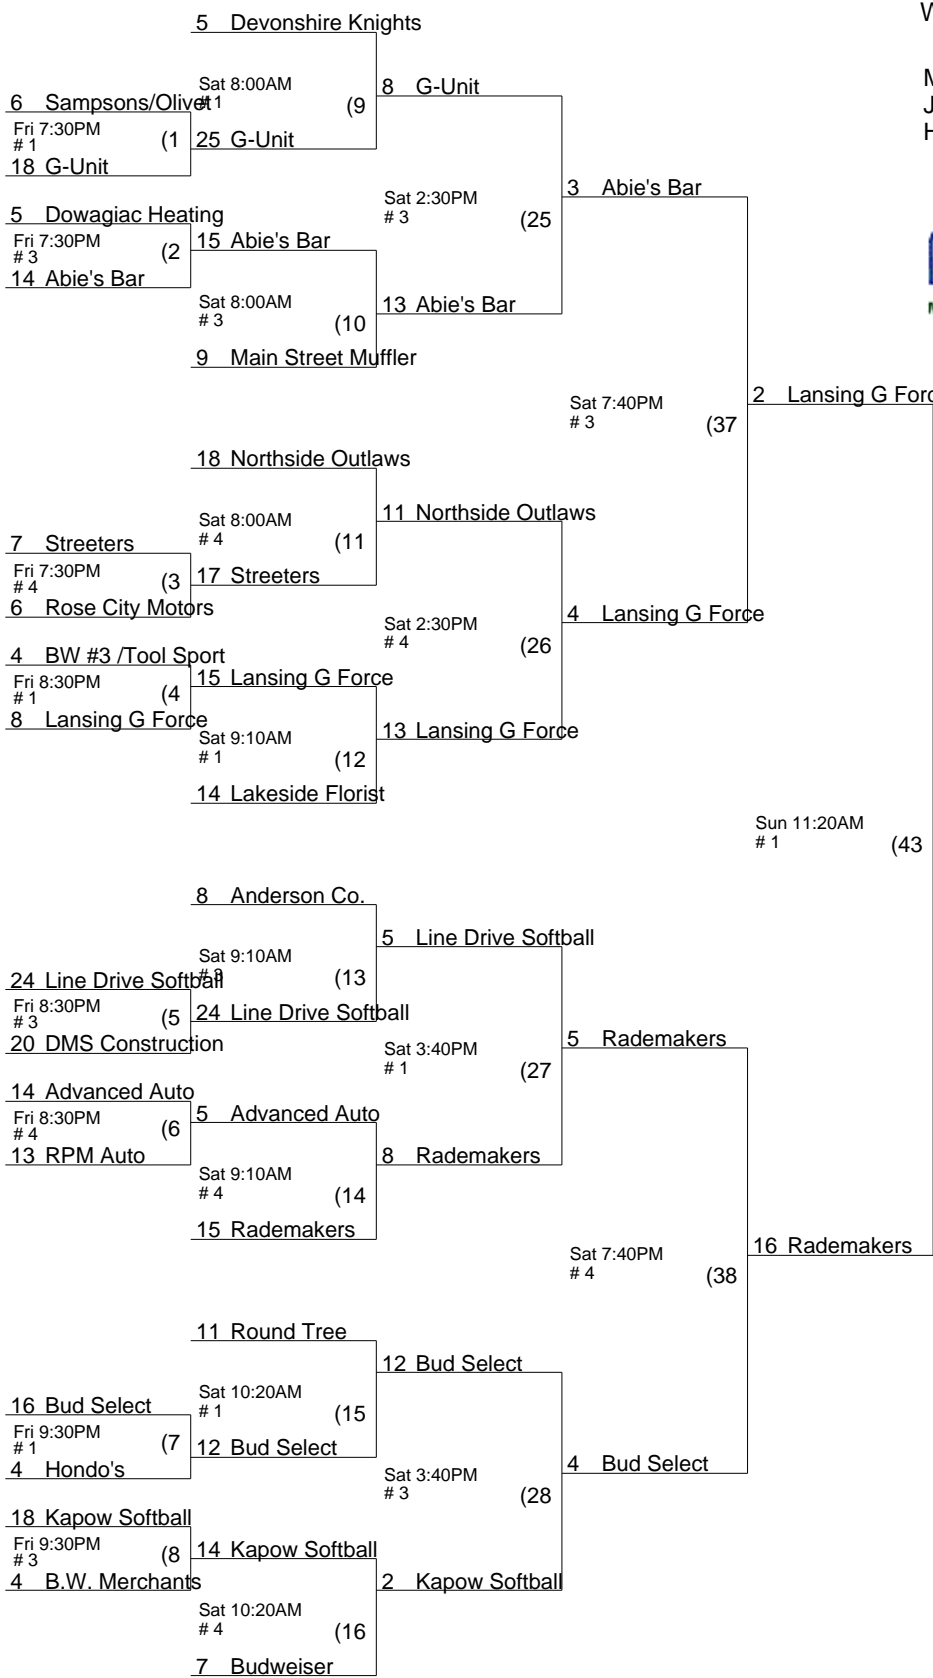 5 Devonshire Knights
W
Sat 8:00AM
# 1
(9
8 G-Unit
M
6 Sampsons/Olivet
J
Fri 7:30PM
# 1
(1
25 G-Unit
H
18 G-Unit
Sat 2:30PM
# 3
(25
3 Abie's Bar
5 Dowagiac Heating
Fri 7:30PM
# 3
(2
15 Abie's Bar
14 Abie's Bar
Sat 8:00AM
# 3
(10
13 Abie's Bar
9 Main Street Muffler
Sat 7:40PM
# 3
(37
2 Lansing G Forc
18 Northside Outlaws
Sat 8:00AM
# 4
(11
11 Northside Outlaws
7 Streeters
Fri 7:30PM
# 4
(3
17 Streeters
6 Rose City Motors
Sat 2:30PM
# 4
(26
4 Lansing G Force
4 BW #3 /Tool Sport
Fri 8:30PM
# 1
(4
15 Lansing G Force
8 Lansing G Force
Sat 9:10AM
# 1
(12
13 Lansing G Force
14 Lakeside Florist
Sun 11:20AM
# 1
(43
8 Anderson Co.
Sat 9:10AM
# 3
(13
5 Line Drive Softball
24 Line Drive Softball
Fri 8:30PM
# 3
(5
24 Line Drive Softball
20 DMS Construction
Sat 3:40PM
# 1
(27
5 Rademakers
14 Advanced Auto
Fri 8:30PM
# 4
(6
5 Advanced Auto
13 RPM Auto
Sat 9:10AM
# 4
(14
8 Rademakers
15 Rademakers
Sat 7:40PM
# 4
(38
16 Rademakers
11 Round Tree
Sat 10:20AM
# 1
(15
12 Bud Select
16 Bud Select
Fri 9:30PM
# 1
(7
12 Bud Select
4 Hondo's
Sat 3:40PM
# 3
(28
4 Bud Select
18 Kapow Softball
Fri 9:30PM
# 3
(8
14 Kapow Softball
4 B.W. Merchants
Sat 10:20AM
# 4
(16
2 Kapow Softball
7 Budweiser